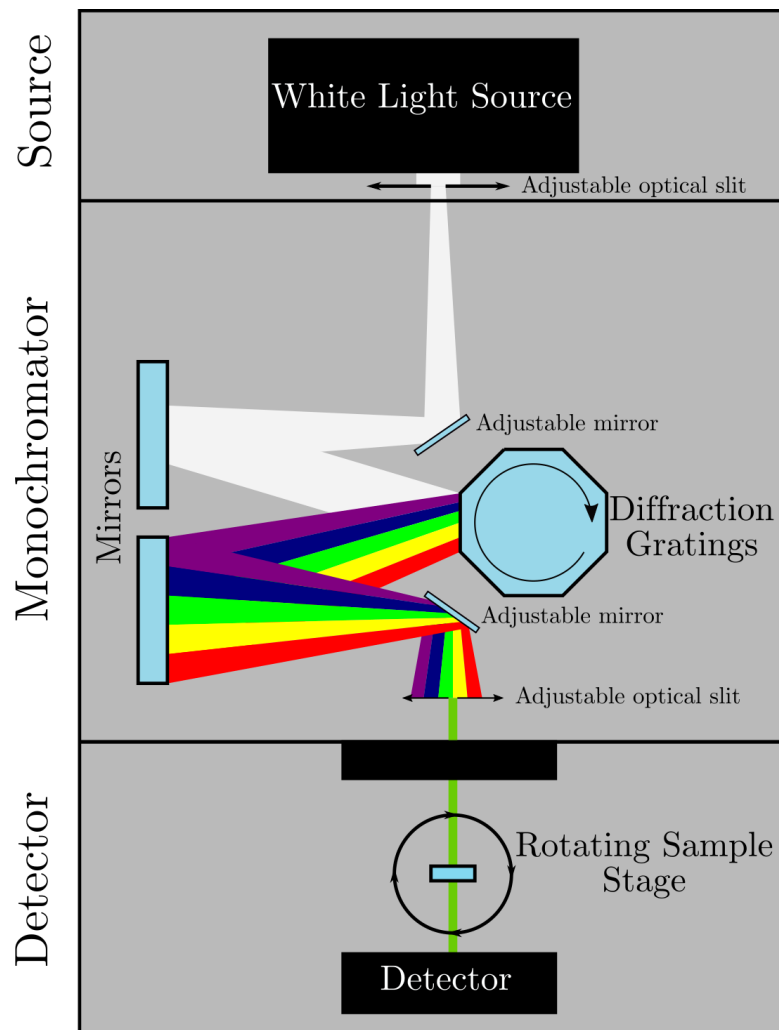 Source
White Light Source
Adjustable optical slit
Monochromator
Mirrors
Adjustable mirror
Diffraction
Gratings
Adjustable mirror
Adjustable optical slit
Detector
Rotating Sample
Stage
Detector